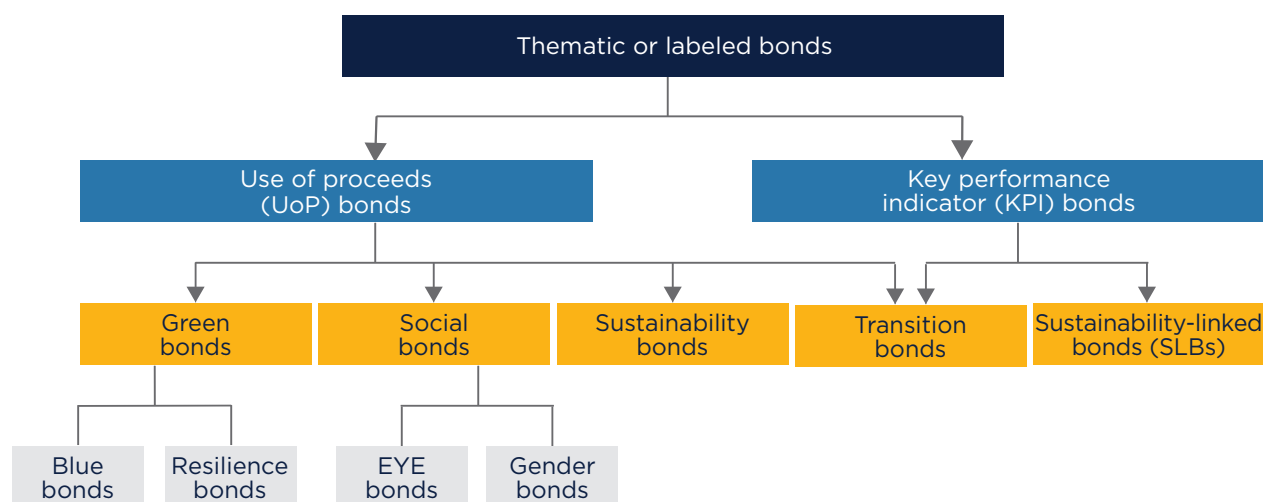 Thematic or labeled bonds
Use of proceeds
(UoP) bonds
Key performance
indicator (KPI) bonds
Green
bonds
Social
bonds
Sustainability
bonds
Transition
bonds
Sustainability-linked
bonds (SLBs)
Blue
bonds
Resilience
bonds
EYE
bonds
Gender
bonds